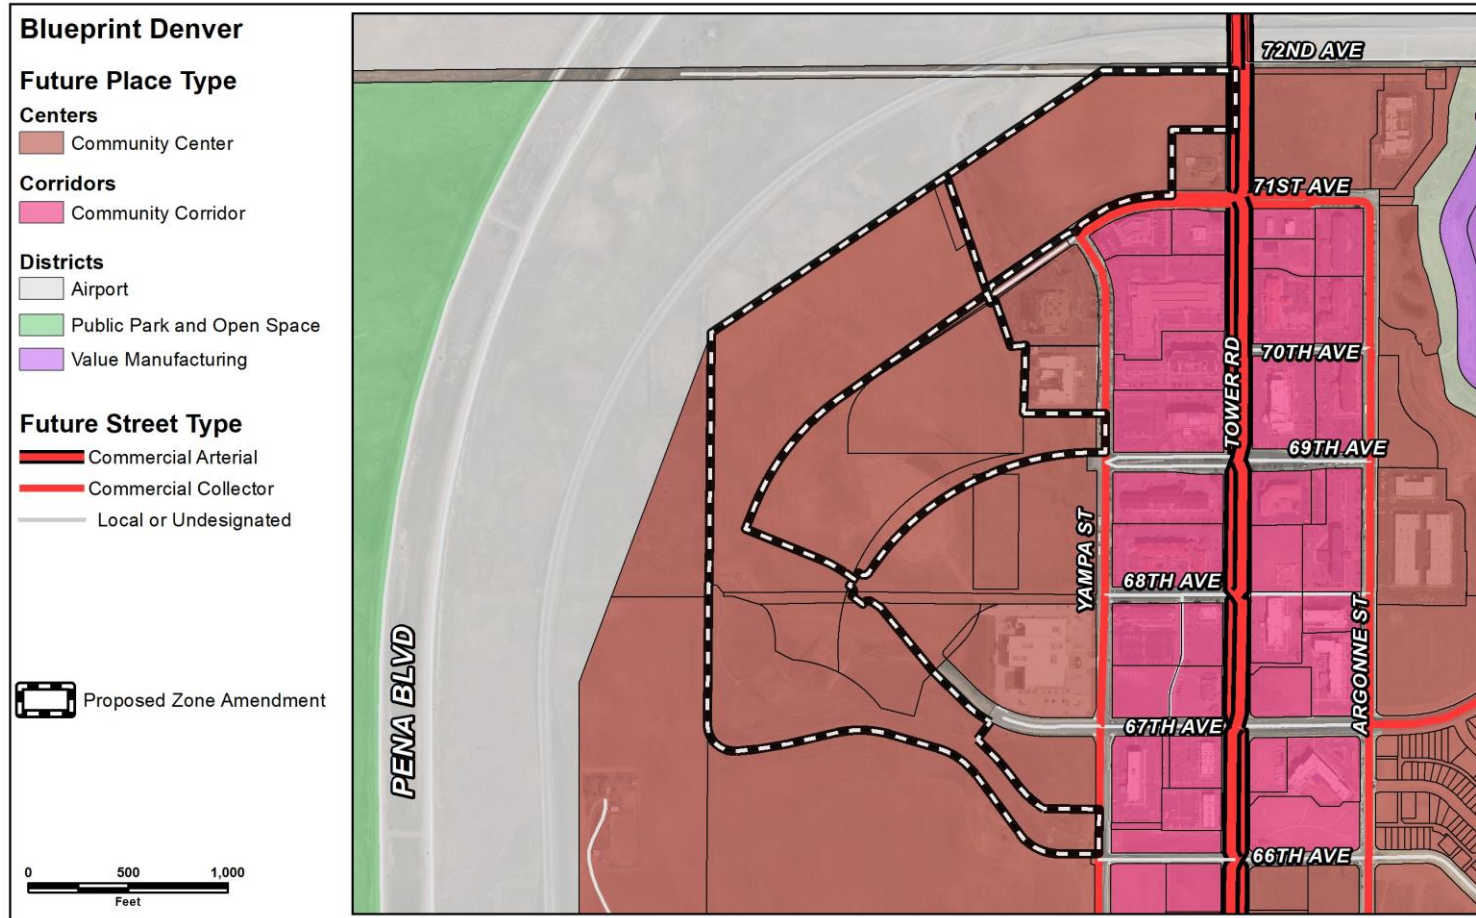 Blueprint Denver
Future Place Type
Centers
Community Center
Corridors
Community Corridor
Districts
Airport
Public Park and Open Space
Value Manufacturing
Future Street Type
Commercial Arterial
Commercial Collector
Local or Undesignated
Proposed Zone Amendment
0 500 1,000
Feet
72ND AVE
71ST AVE
70TH AVE
TOWER RD
69TH AVE
YAMPA ST
68TH AVE
ARGONNE ST
PENA BLVD
67TH AVE
66TH AVE